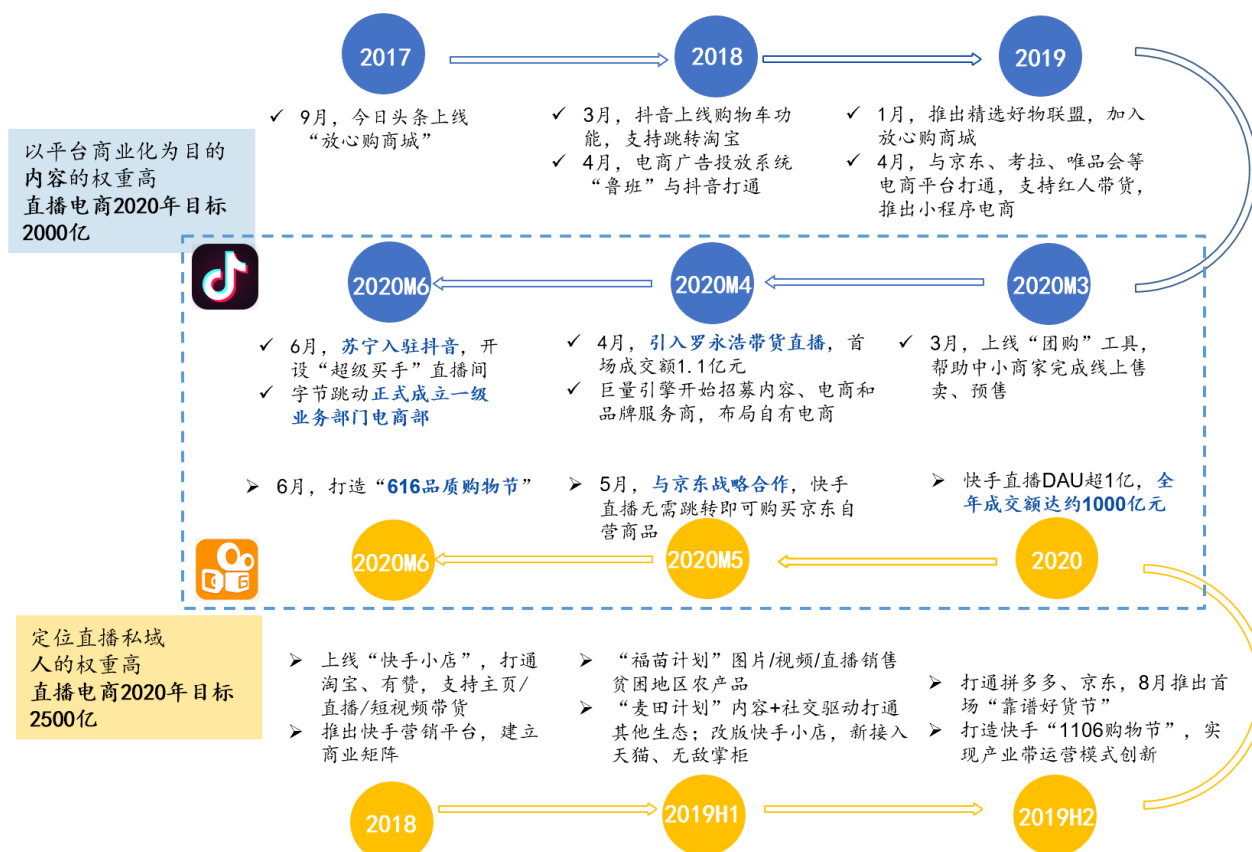 2017
2018
2019
✓ 9月，今日头条上线
“放心购商城”
✓ 3月，抖音上线购物车功
能，支持跳转淘宝
✓ 4月，电商广告投放系统
“鲁班”与抖音打通
✓ 1月，推出精选好物联盟，加入
放心购商城
✓ 4月，与京东、考拉、唯品会等
电商平台打通，支持红人带货，
推出小程序电商
以平台商业化为目的
内容的权重高
直播电商2020年目标
2000亿
2020M6
2020M4
2020M3
✓ 6月，苏宁入驻抖音，开
设“超级买手”直播间
✓ 字节跳动正式成立一级
业务部门电商部
✓ 4月，引入罗永浩带货直播，首
场成交额1.1亿元
✓ 巨量引擎开始招募内容、电商和
品牌服务商，布局自有电商
✓ 3月，上线“团购”工具，
帮助中小商家完成线上售
卖、预售
➢ 6月，打造“616品质购物节”
➢ 5月，与京东战略合作，快手
直播无需跳转即可购买京东自
营商品
➢ 快手直播DAU超1亿，全
年成交额达约1000亿元
2020M6
2020M5
2020
定位直播私域
人的权重高
直播电商2020年目标
2500亿
➢ 上线“快手小店”，打通
淘宝、有赞，支持主页/
直播/短视频带货
➢ 推出快手营销平台，建立
商业矩阵
➢ “福苗计划”图片/视频/直播销售
贫困地区农产品
➢ “麦田计划”内容+社交驱动打通
其他生态；改版快手小店，新接入
天猫、无敌掌柜
➢ 打通拼多多、京东，8月推出首
场“靠谱好货节”
➢ 打造快手“1106购物节”，实
现产业带运营模式创新
2018
2019H1
2019H2